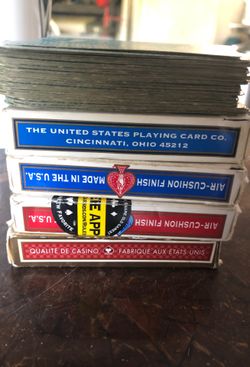 THE UNITED STATES PLAYING CARD CO.
CINCINNATI, OHIO 45212
AIR-CUSHION FINISH MADE IN THE U.S.A.
AIR-CUSHION FINISH U.S.A.
APP
QUALITÉ DE CASINO FABRIQUÉ AUX ÉTATS-UNIS